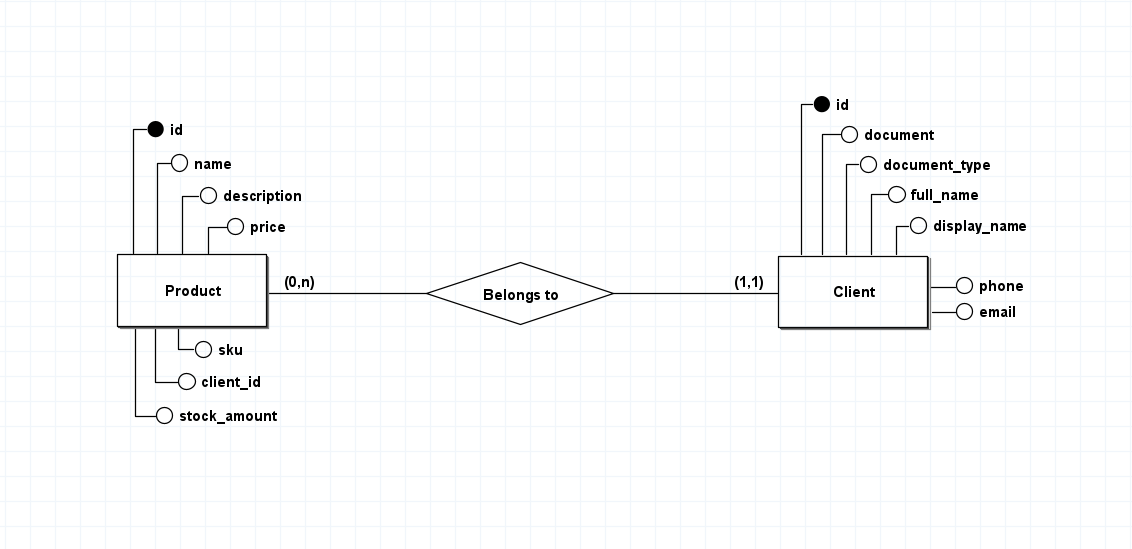 id
name
description
price
Product
sku
client_id
stock_amount
(0,n)
Belongs to
(1,1)
id
document
document_type
full_name
display_name
Client
phone
email